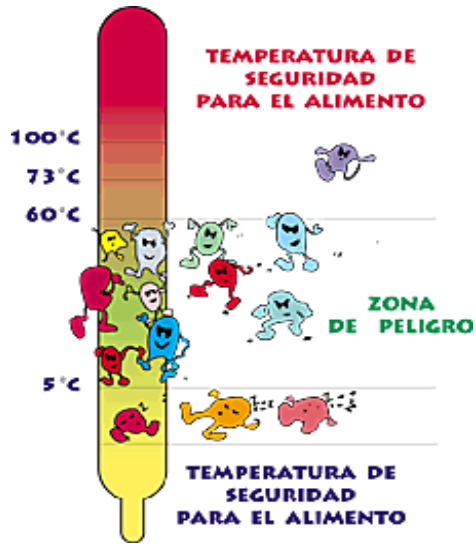 TEMPERATURA DE
SEGURIDAD
PARA EL ALIMENTO
100°C
73°C
60°C
ZONA
DE PELIGRO
5°C
TEMPERATURA DE
SEGURIDAD
PARA EL ALIMENTO